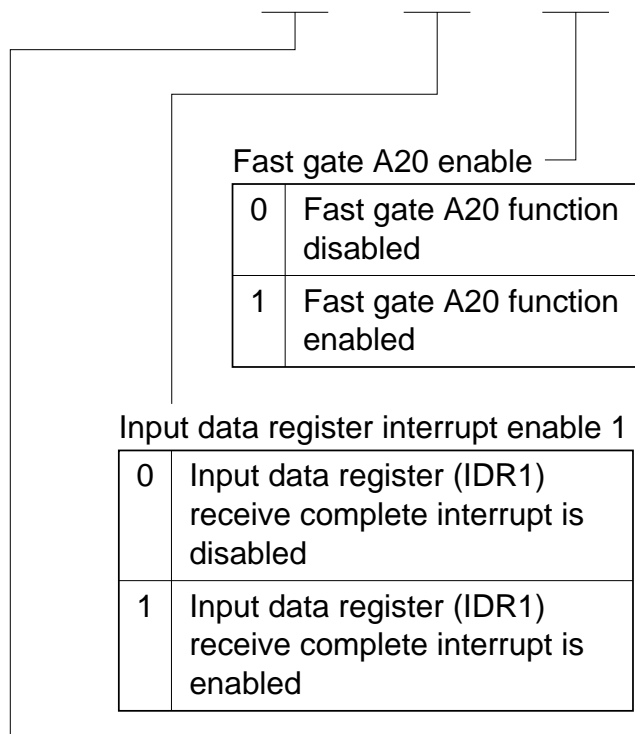 Fast gate A20 enable
0 Fast gate A20 function
disabled
1 Fast gate A20 function
enabled
Input data register interrupt enable 1
0 Input data register (IDR1)
receive complete interrupt is
disabled
1 Input data register (IDR1)
receive complete interrupt is
enabled